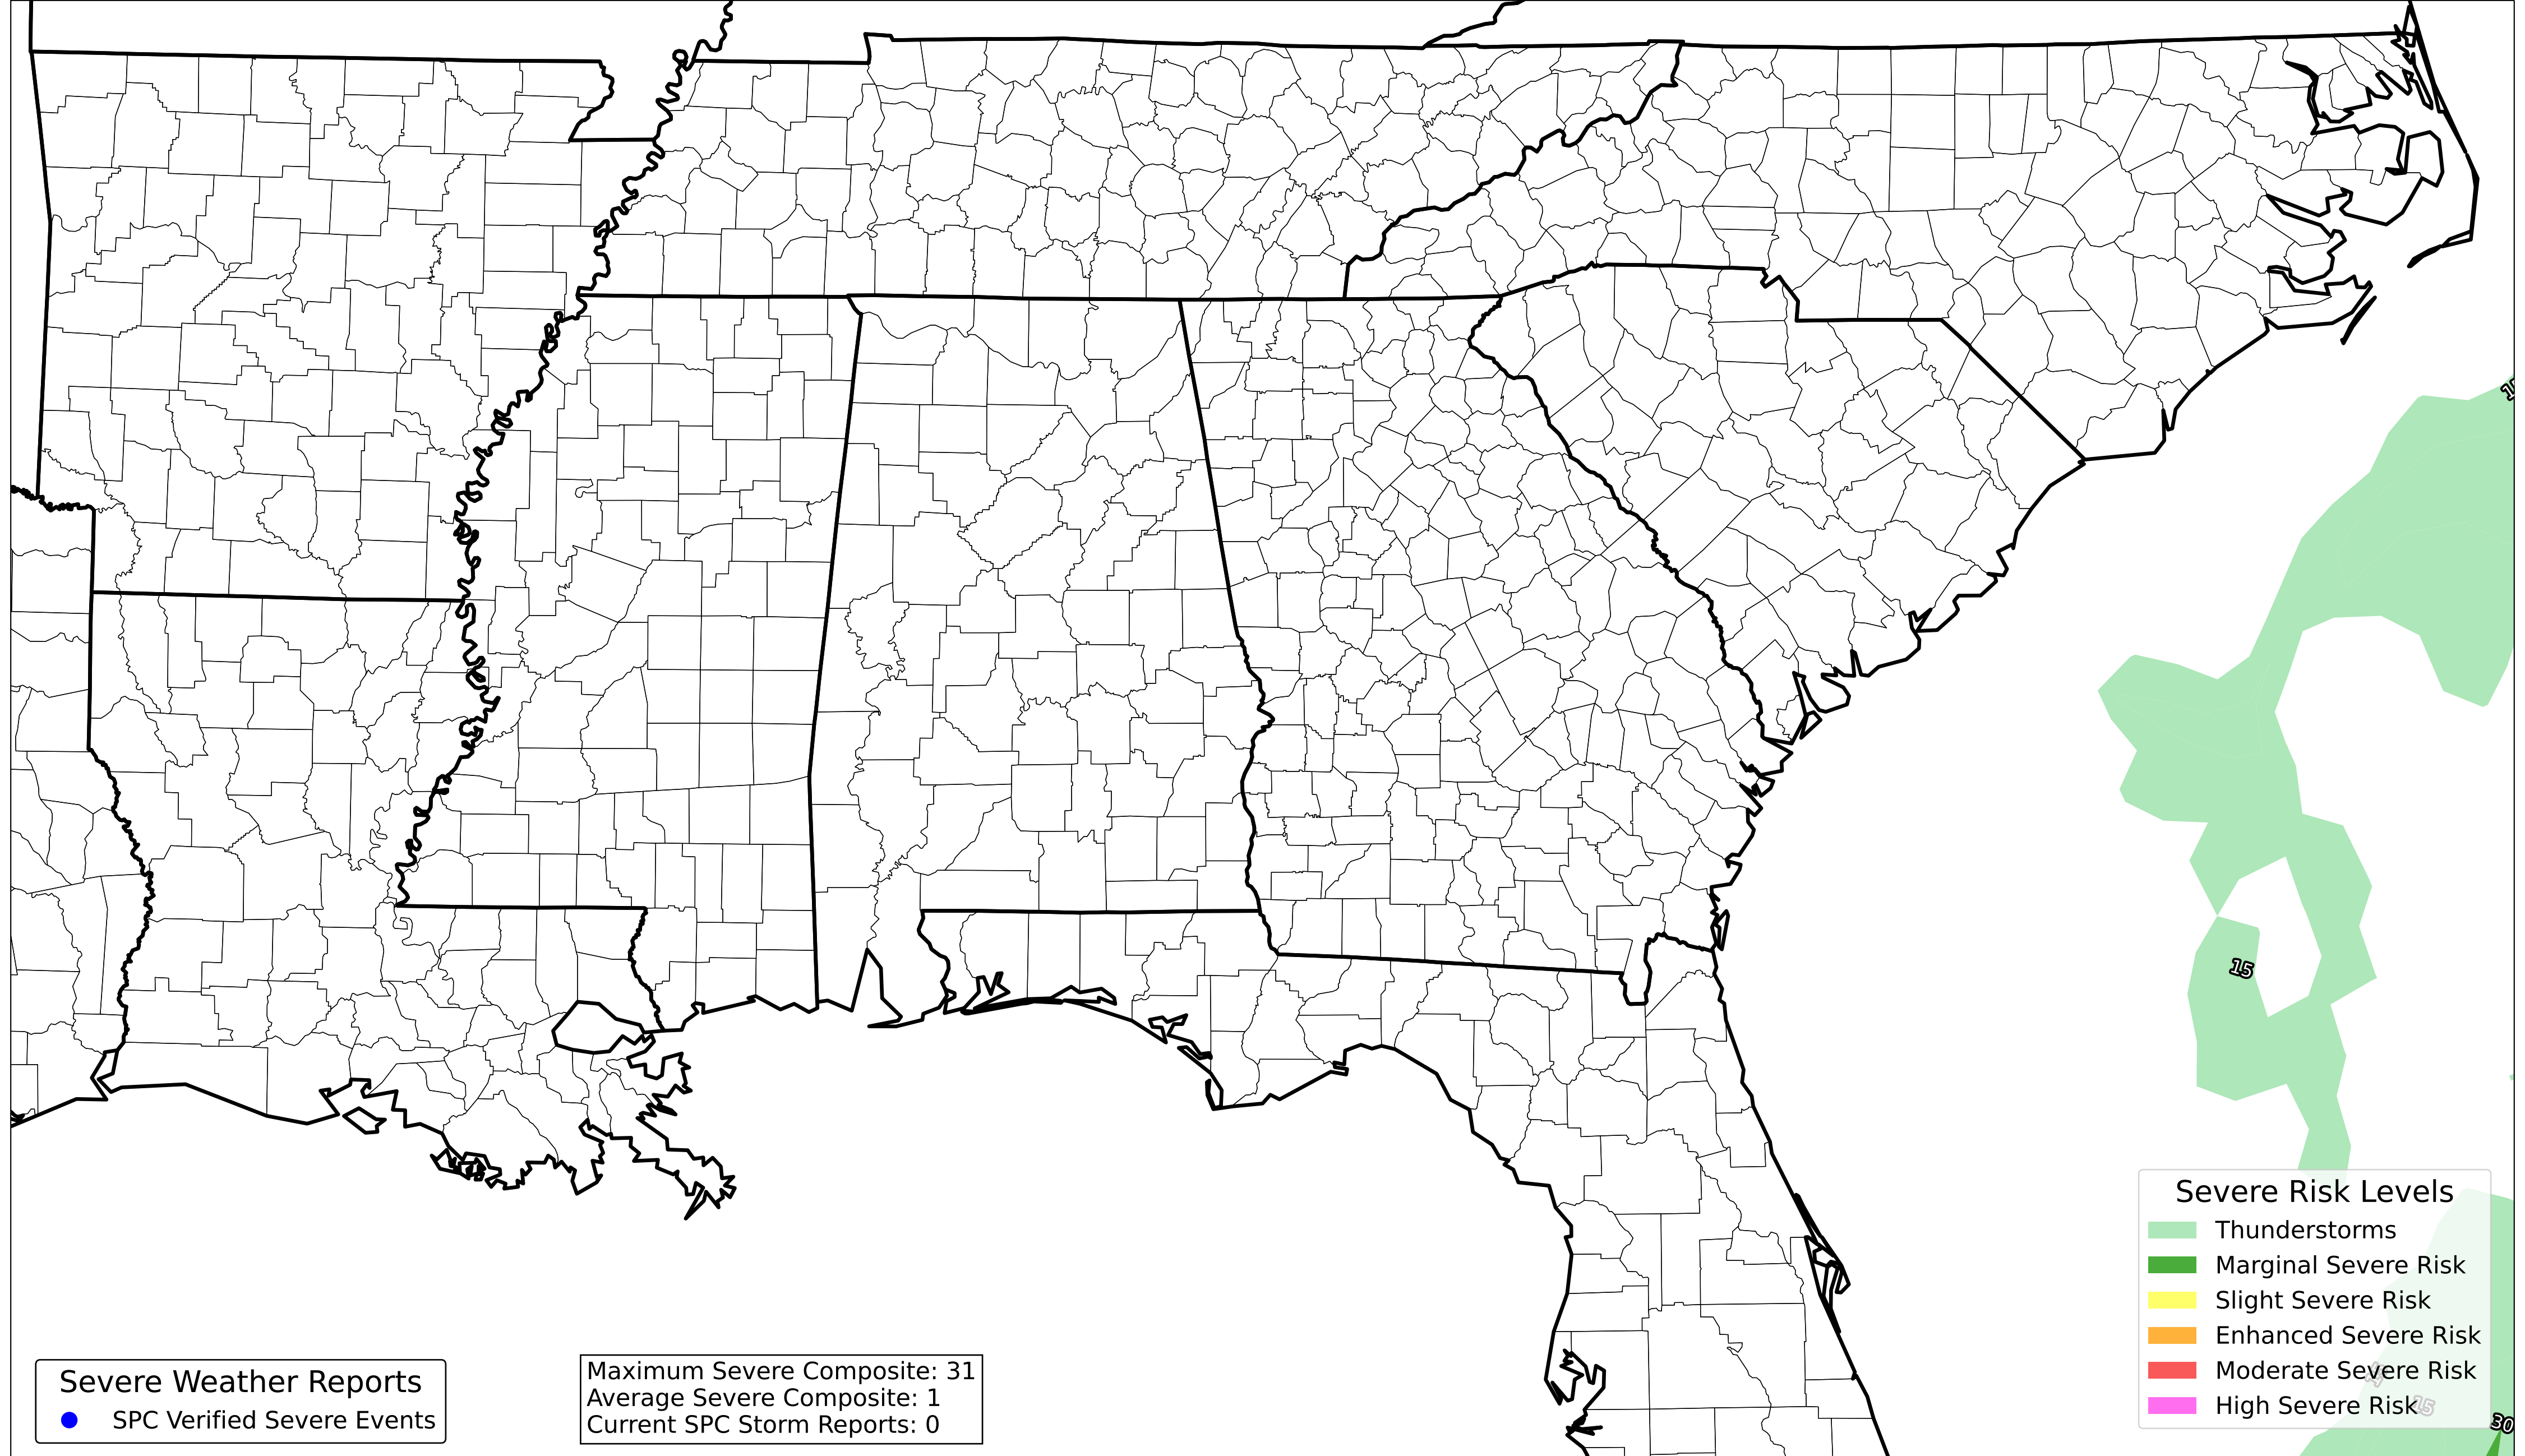 15
Severe Risk Levels
Thunderstorms
Marginal Severe Risk
Slight Severe Risk
Enhanced Severe Risk
Moderate Severe Risk
High Severe Risk
15
30
Severe Weather Reports
SPC Verified Severe Events
Maximum Severe Composite: 31
Average Severe Composite: 1
Current SPC Storm Reports: 0